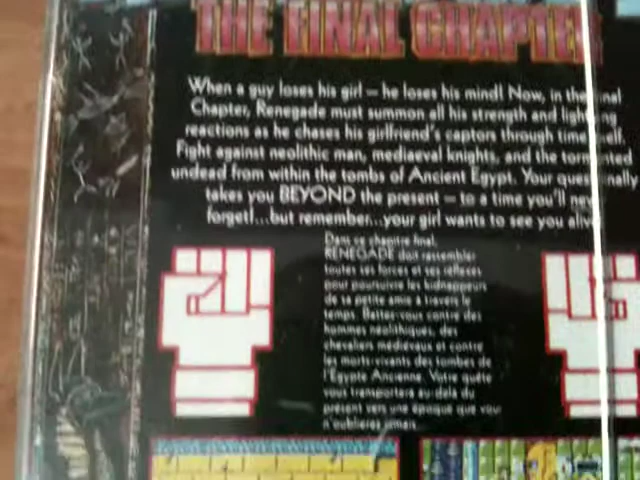 THE FINAL CHAPTER
When a guy loses his girl – he loses his mind! Now, in the final
Chapter, Renegade must summon all his strength and lightning
reactions as he chases his girlfriend's captors through time itself.
Fight against neolithic man, mediaeval knights, and the tormented
undead from within the tombs of Ancient Egypt. Your quest finally
takes you BEYOND the present – to a time you'll never
forget!...but remember...your girl wants to see you alive
Dans ce chapitre final,
RENEGADE doit rassembler
toutes ses forces et ses réflexes
pour poursuivre les kidnappeurs
de sa petite amie à travers le
temps. Battez-vous contre des
hommes néolithiques, des
chevaliers médiévaux et contre
les morts-vivants des tombes de
l'Egypte Ancienne. Votre quête
vous transportera au-delà du
présent vers une époque que vous
n'oublierez jamais